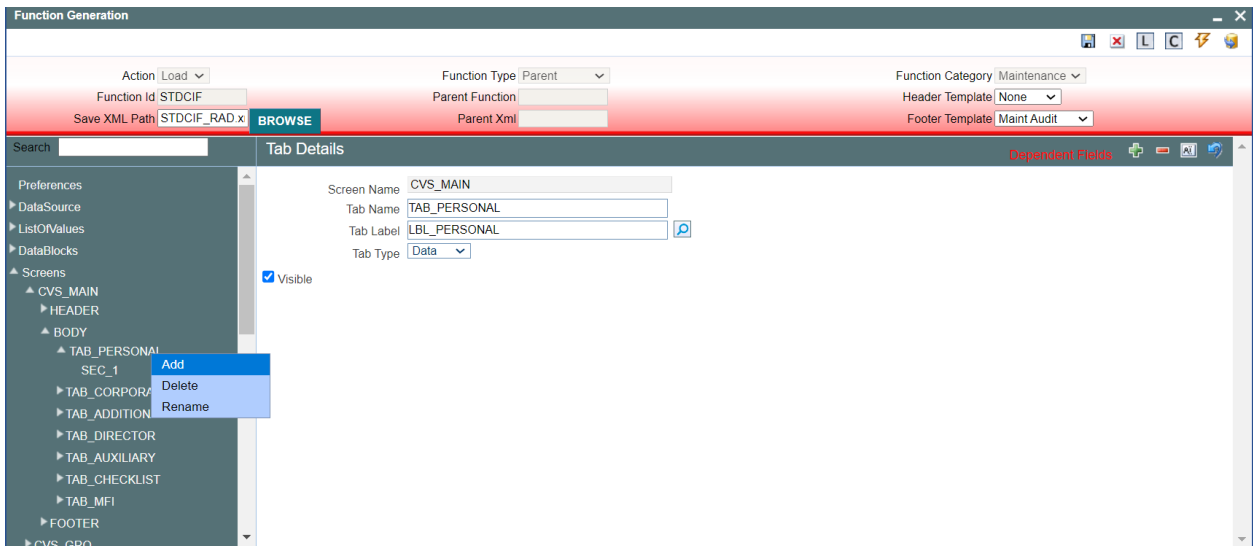 Function Generation
L C
Action Load Function Type Parent Function Category Maintenance
Function Id STDCIF Parent Function Header Template None
Save XML Path STDCIF_RAD.x BROWSE Parent Xml Footer Template Maint Audit
Search Tab Details Dependent Fields
Preferences
DataSource
ListOfValues
DataBlocks
Screens
CVS_MAIN
HEADER
BODY
TAB_PERSONAL
SEC_1
TAB_CORPORA
TAB_ADDITION
TAB_DIRECTOR
TAB_AUXILIARY
TAB_CHECKLIST
TAB_MFI
FOOTER
CVS_GRO
Add
Delete
Rename
Screen Name CVS_MAIN
Tab Name TAB_PERSONAL
Tab Label LBL_PERSONAL
Tab Type Data
Visible